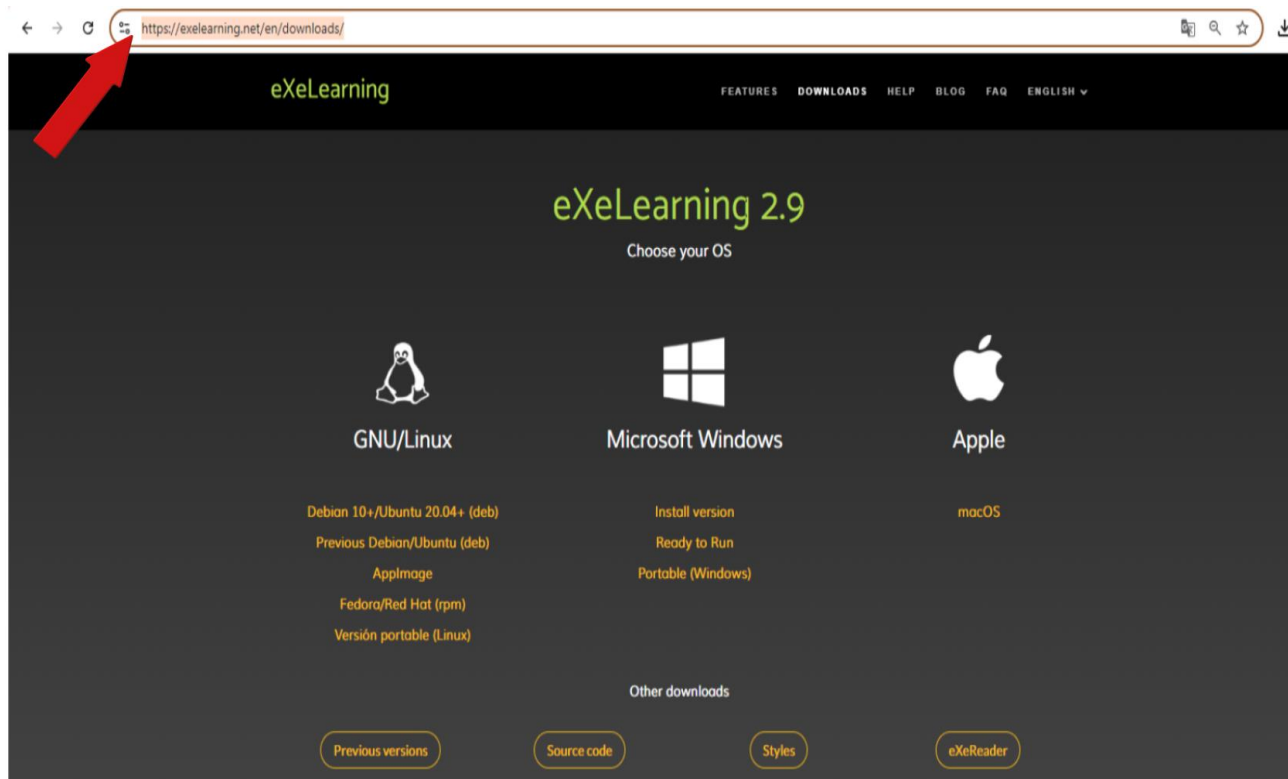 https://exelearning.net/en/downloads/
eXeLearning
FEATURES DOWNLOADS HELP BLOG FAQ ENGLISH
eXeLearning 2.9
Choose your OS
GNU/Linux
Debian 10+/Ubuntu 20.04+ (deb)
Previous Debian/Ubuntu (deb)
AppImage
Fedora/Red Hat (rpm)
Versión portable (Linux)
Microsoft Windows
Install version
Ready to Run
Portable (Windows)
Apple
macOS
Other downloads
Previous versions
Source code
Styles
eXeReader